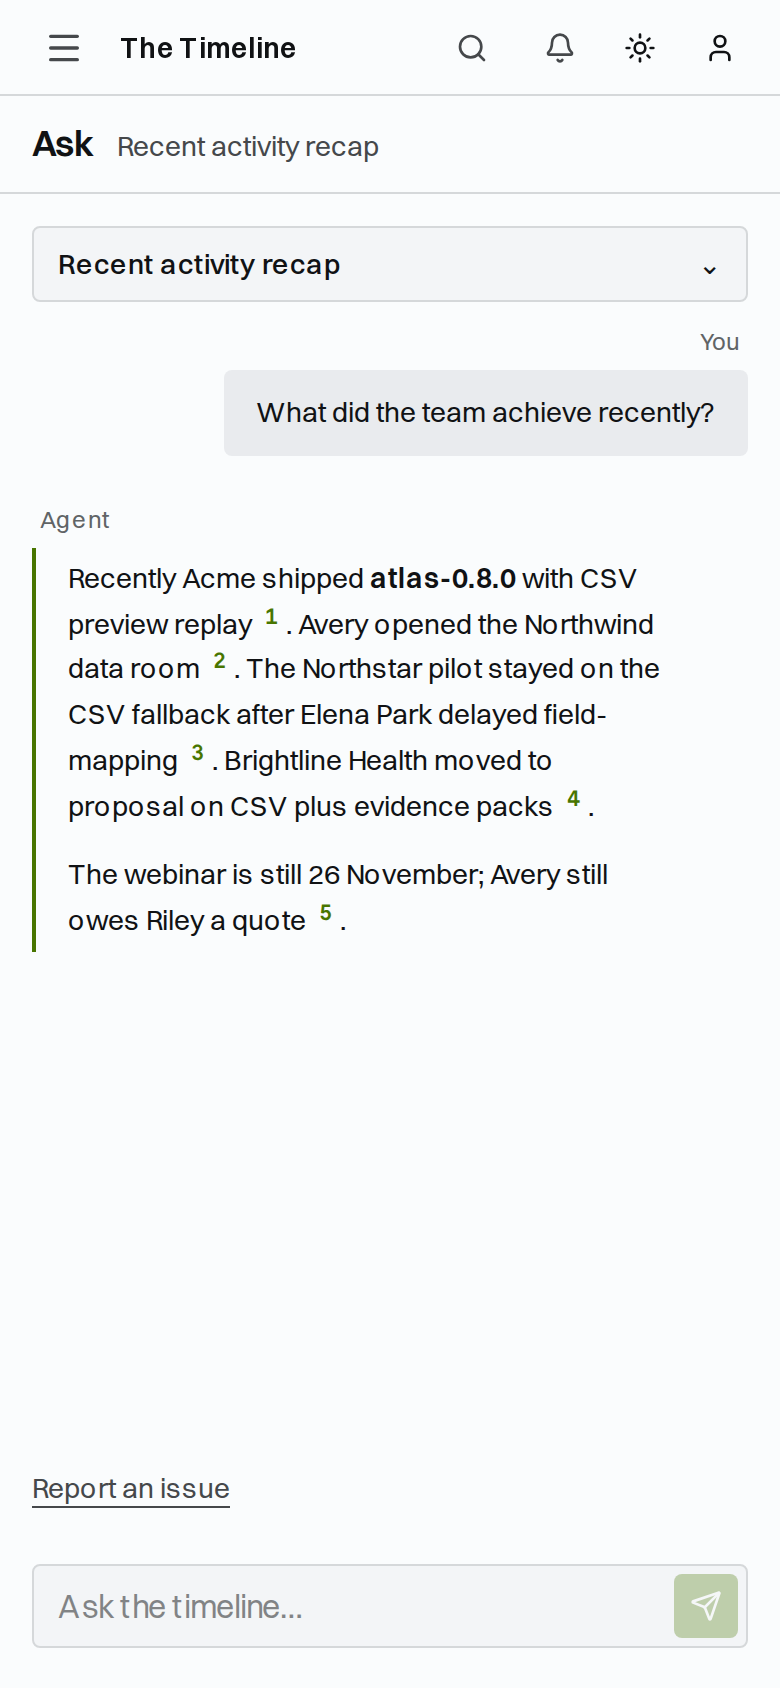 The Timeline
Ask Recent activity recap
Recent activity recap
You
What did the team achieve recently?
Agent
Recently Acme shipped atlas-0.8.0 with CSV
preview replay 1 . Avery opened the Northwind
data room 2 . The Northstar pilot stayed on the
CSV fallback after Elena Park delayed field-
mapping 3 . Brightline Health moved to
proposal on CSV plus evidence packs 4 .
The webinar is still 26 November; Avery still
owes Riley a quote 5 .
Report an issue
Ask the timeline...